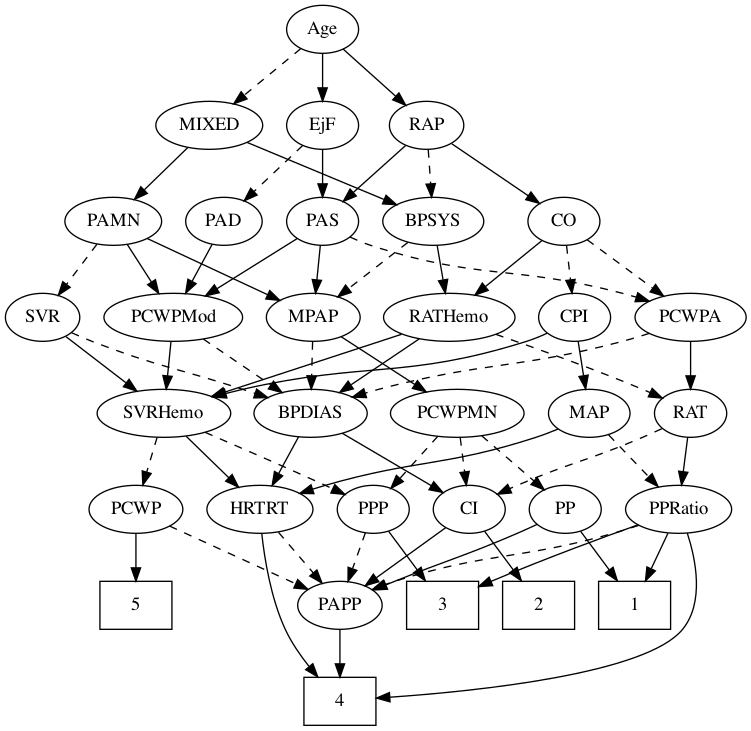 Age
MIXED
EjF
RAP
PAMN
PAD
PAS
BPSYS
CO
SVR
PCWPMod
MPAP
RATHemo
CPI
PCWPA
SVRHemo
BPDIAS
PCWPMN
MAP
RAT
PCWP
HRTRT
PPP
CI
PP
PPRatio
5
PAPP
3
2
1
4